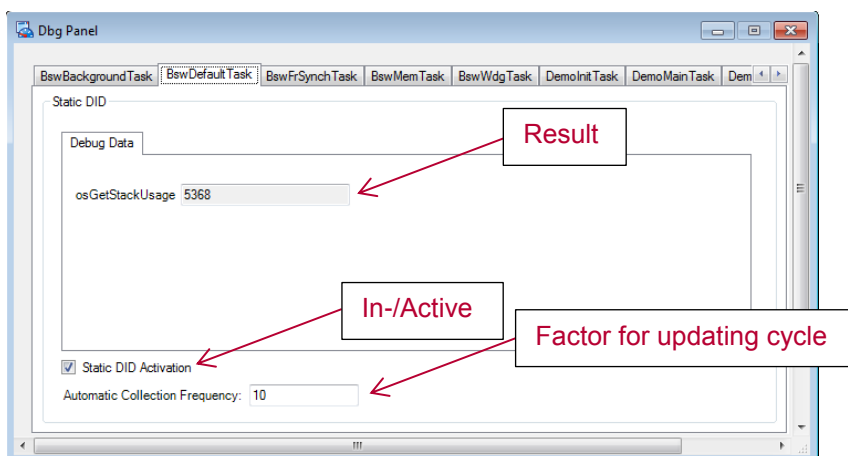 Dbg Panel
BswBackgroundTask BswDefaultTask BswFrSynchTask BswMemTask BswWdgTask DemoInitTask DemoMainTask Dem
Static DID
Debug Data
Result
osGetStackUsage 5368
In-/Active
Factor for updating cycle
Static DID Activation
Automatic Collection Frequency: 10